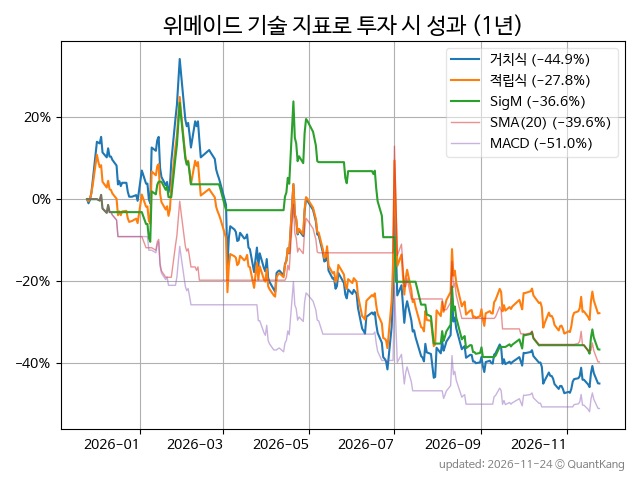 위메이드 기술 지표로 투자 시 성과 (1년)
거치식 (−44.9%)
적립식 (−27.8%)
SigM (−36.6%)
SMA(20) (−39.6%)
MACD (−51.0%)
20%
0%
−20%
−40%
2026-01 2026-03 2026-05 2026-07 2026-09 2026-11
updated: 2026-11-24 © QuantKang